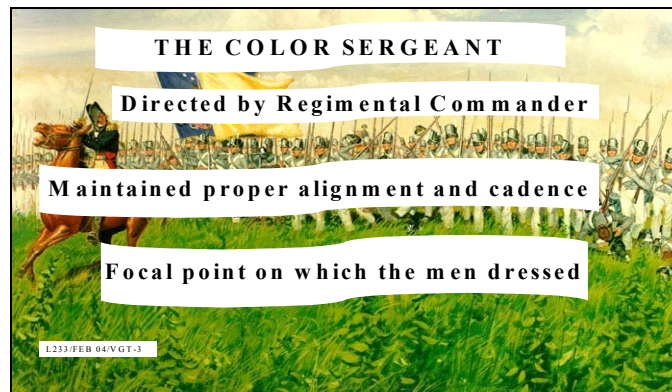 THE COLOR SERGEANT
Directed by Regimental Commander
Maintained proper alignment and cadence
Focal point on which the men dressed
L233/FEB 04/VGT-3